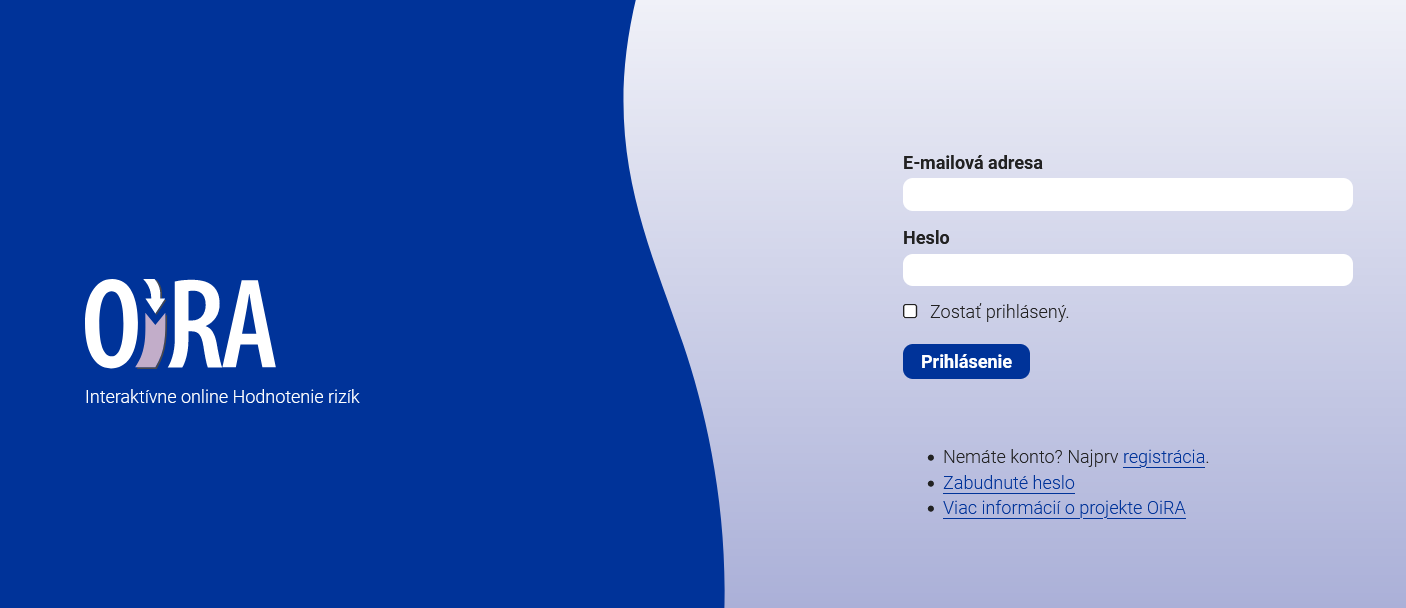 OiRA
Interaktívne online Hodnotenie rizík
E-mailová adresa
Heslo
Zostať prihlásený.
Prihlásenie
Nemáte konto? Najprv registrácia.
Zabudnuté heslo
Viac informácií o projekte OiRA